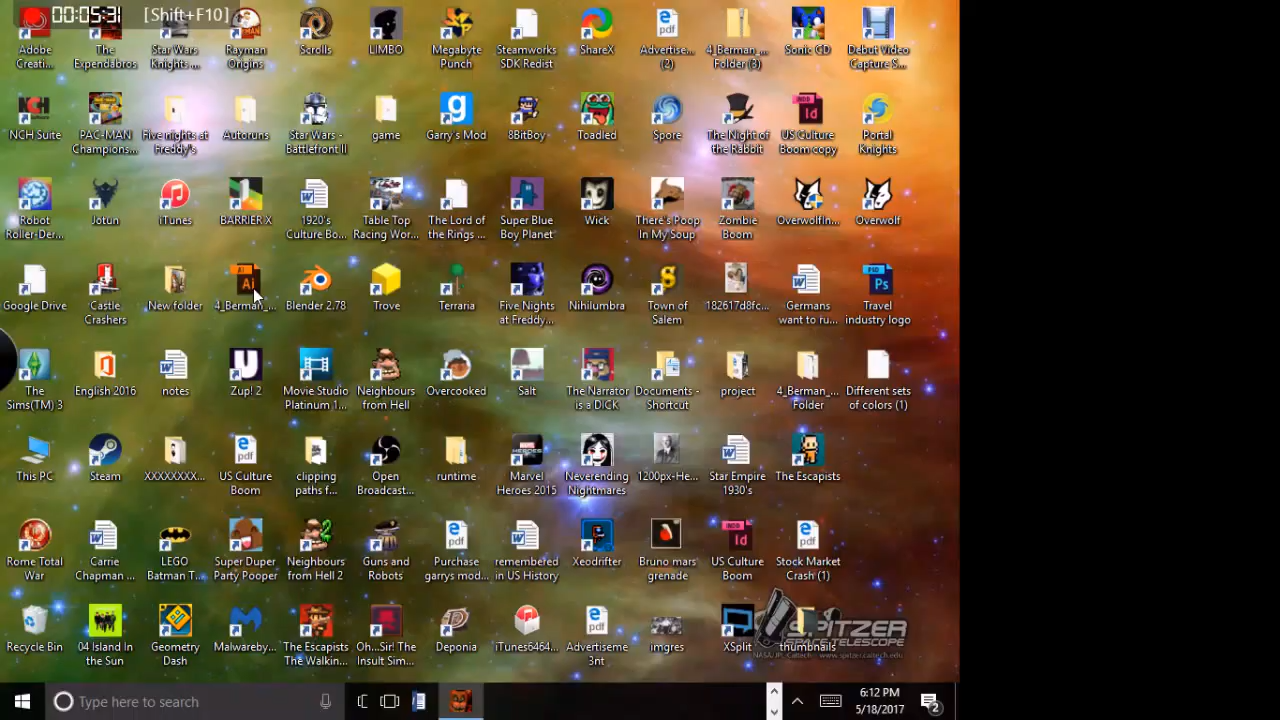 00:05:31 [Shift+F10]
Adobe Creati...
The Expendabros
Star Wars Knights ...
Rayman Origins
Scrolls
LIMBO
Megabyte Punch
Steamworks SDK Redist
ShareX
Advertise... (2)
4_Berman_... Folder (3)
Sonic CD
Debut Video Capture S...
NCH Suite
PAC-MAN Champions...
Five nights at Freddy's
Autoruns
Star Wars - Battlefront II
game
Garry's Mod
8BitBoy
Toadled
Spore
The Night of the Rabbit
US Culture Boom copy
Portal Knights
Robot Roller-Der...
Jotun
iTunes
BARRIER X
1920's Culture Bo...
Table Top Racing Wor...
The Lord of the Rings ...
Super Blue Boy Planet
Wick
There's Poop In My Soup
Zombie Boom
OverwolfIn...
Overwolf
Google Drive
Castle Crashers
New folder
4_Berman_...
Blender 2.78
Trove
Terraria
Five Nights at Freddy...
Nihilumbra
Town of Salem
182617d8fc...
Germans want to ru...
Travel industry logo
The Sims(TM) 3
English 2016
notes
Zup! 2
Movie Studio Platinum 1...
Neighbours from Hell
Overcooked
Salt
The Narrator is a DICK
Documents - Shortcut
project
4_Berman_... Folder
Different sets of colors (1)
This PC
Steam
XXXXXXXX...
US Culture Boom
clipping paths f...
Open Broadcast...
runtime
Marvel Heroes 2015
Neverending Nightmares
1200px-He...
Star Empire 1930's
The Escapists
Rome Total War
Carrie Chapman ...
LEGO Batman T...
Super Duper Party Pooper
Neighbours from Hell 2
Guns and Robots
Purchase garrys mod...
remembered in US History
Xeodrifter
Bruno mars grenade
US Culture Boom
Stock Market Crash (1)
Recycle Bin
04 Island In the Sun
Geometry Dash
Malwareby...
The Escapists The Walkin...
Oh...Sir! The Insult Sim...
Deponia
iTunes6464...
Advertiseme 3nt
imgres
XSplit
thumbnails
SPITZER
SPACE TELESCOPE
Type here to search
6:12 PM
5/18/2017
2